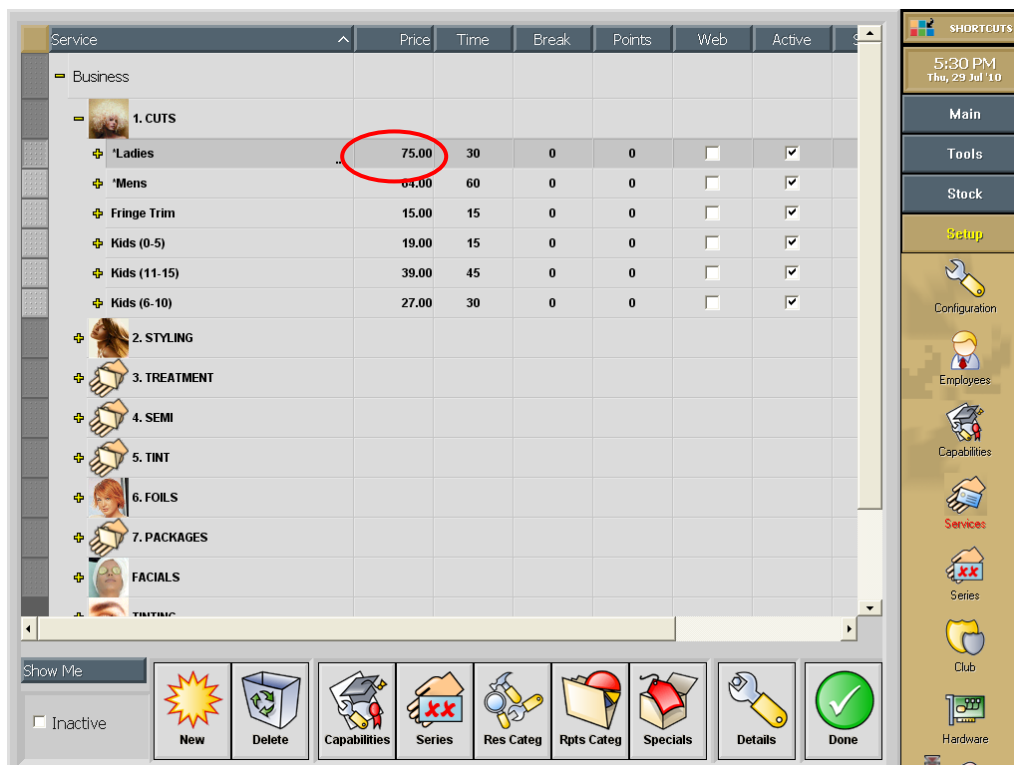 Service Price Time Break Points Web Active S
Business
1. CUTS
*Ladies .. 75.00 30 0 0
*Mens 64.00 60 0 0
Fringe Trim 15.00 15 0 0
Kids (0-5) 19.00 15 0 0
Kids (11-15) 39.00 45 0 0
Kids (6-10) 27.00 30 0 0
2. STYLING
3. TREATMENT
4. SEMI
5. TINT
6. FOILS
7. PACKAGES
FACIALS
TINTING
Show Me
Inactive
New Delete Capabilities Series Res Categ Rpts Categ Specials Details Done
SHORTCUTS
5:30 PM
Thu, 29 Jul '10
Main
Tools
Stock
Setup
Configuration
Employees
Capabilities
Services
Series
Club
Hardware